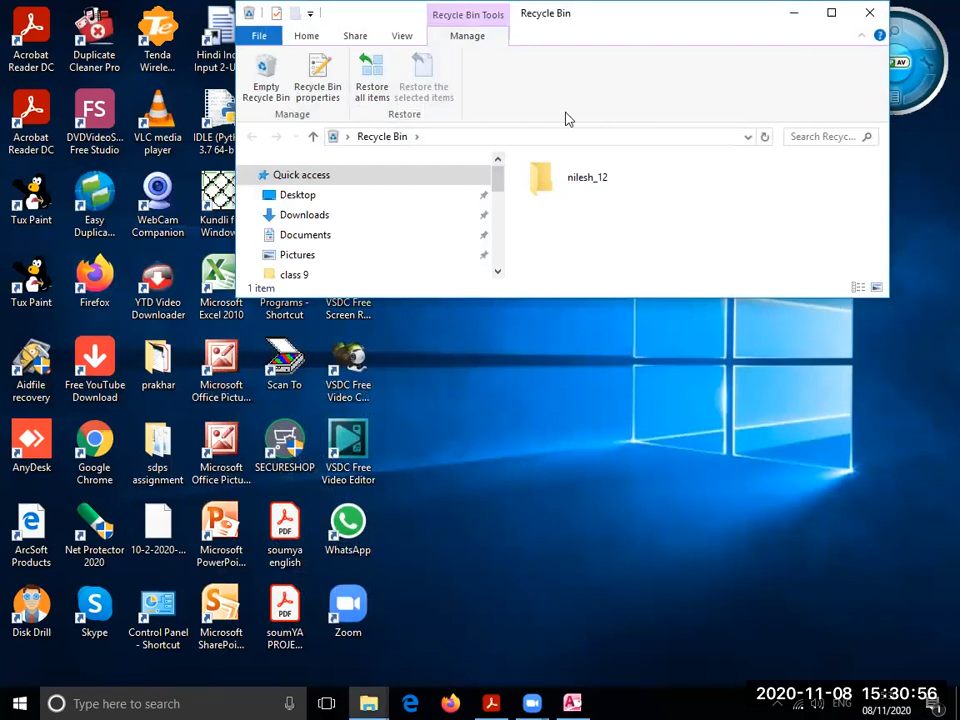 Recycle Bin Tools
Recycle Bin
File
Home
Share
View
Manage
Empty
Recycle Bin
Recycle Bin
properties
Restore
all items
Restore the
selected items
Manage
Restore
Recycle Bin
Search Recyc...
Quick access
Desktop
Downloads
Documents
Pictures
class 9
nilesh_12
1 item
Acrobat
Reader DC
Duplicate
Cleaner Pro
Tenda
Wirele...
Hindi Inc
Input 2-U
Acrobat
Reader DC
FS
DVDVideoS...
Free Studio
VLC media
player
IDLE (Pyth
3.7 64-b
Tux Paint
Easy
Duplica...
WebCam
Companion
Kundli f
Window
AV
Tux Paint
Firefox
YTD Video
Downloader
Microsoft
Excel 2010
Programs -
Shortcut
VSDC Free
Screen R...
Aidfile
recovery
Free YouTube
Download
prakhar
Microsoft
Office Pictu...
Scan To
VSDC Free
Video C...
AnyDesk
Google
Chrome
sdps
assignment
Microsoft
Office Pictu...
SECURESHOP
VSDC Free
Video Editor
ArcSoft
Products
Net Protector
2020
10-2-2020-...
Microsoft
PowerPoi...
PDF
soumya
english
WhatsApp
Disk Drill
Skype
Control Panel
- Shortcut
Microsoft
SharePoi...
PDF
soumYA
PROJE...
Zoom
Type here to search
2020-11-08 15:30:56
ENG
08/11/2020